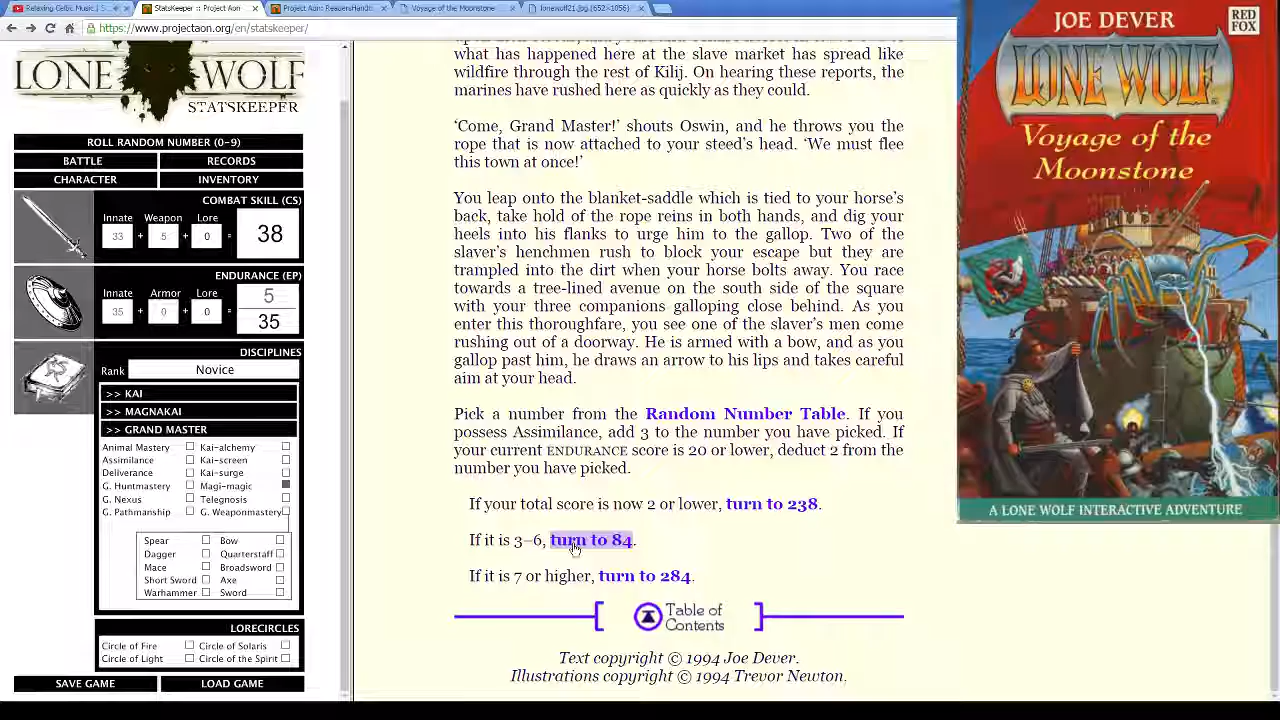 Relaxing Celtic Music | S
StatsKeeper :: Project Aon
Project Aon: ReadersHandb
Voyage of the Moonstone
lonewolf21.jpg (652×1056)
https://www.projectaon.org/en/statskeeper/
LONE WOLF
STATSKEEPER
ROLL RANDOM NUMBER (0-9)
BATTLE RECORDS
CHARACTER INVENTORY
COMBAT SKILL (CS)
Innate Weapon Lore
33 + 5 + 0 = 38
ENDURANCE (EP)
Innate Armor Lore
35 + 0 + 0 =
5
35
DISCIPLINES
Rank Novice
>> KAI
>> MAGNAKAI
>> GRAND MASTER
Animal Mastery Kai-alchemy
Assimilance Kai-screen
Deliverance Kai-surge
G. Huntmastery Magi-magic
G. Nexus Telegnosis
G. Pathmanship G. Weaponmastery
Spear Bow
Dagger Quarterstaff
Mace Broadsword
Short Sword Axe
Warhammer Sword
LORECIRCLES
Circle of Fire Circle of Solaris
Circle of Light Circle of the Spirit
SAVE GAME LOAD GAME
what has happened here at the slave market has spread like
wildfire through the rest of Kilij. On hearing these reports, the
marines have rushed here as quickly as they could.
‘Come, Grand Master!’ shouts Oswin, and he throws you the
rope that is now attached to your steed’s head. ‘We must flee
this town at once!’
You leap onto the blanket-saddle which is tied to your horse’s
back, take hold of the rope reins in both hands, and dig your
heels into his flanks to urge him to the gallop. Two of the
slaver’s henchmen rush to block your escape but they are
trampled into the dirt when your horse bolts away. You race
towards a tree-lined avenue on the south side of the square
with your three companions galloping close behind. As you
enter this thoroughfare, you see one of the slaver’s men come
rushing out of a doorway. He is armed with a bow, and as you
gallop past him, he draws an arrow to his lips and takes careful
aim at your head.
Pick a number from the Random Number Table. If you
possess Assimilance, add 3 to the number you have picked. If
your current ENDURANCE score is 20 or lower, deduct 2 from the
number you have picked.
If your total score is now 2 or lower, turn to 238.
If it is 3–6, turn to 84.
If it is 7 or higher, turn to 284.
Table of
Contents
Text copyright © 1994 Joe Dever.
Illustrations copyright © 1994 Trevor Newton.
JOE DEVER
RED
FOX
LONE WOLF
Voyage of the
Moonstone
A LONE WOLF INTERACTIVE ADVENTURE